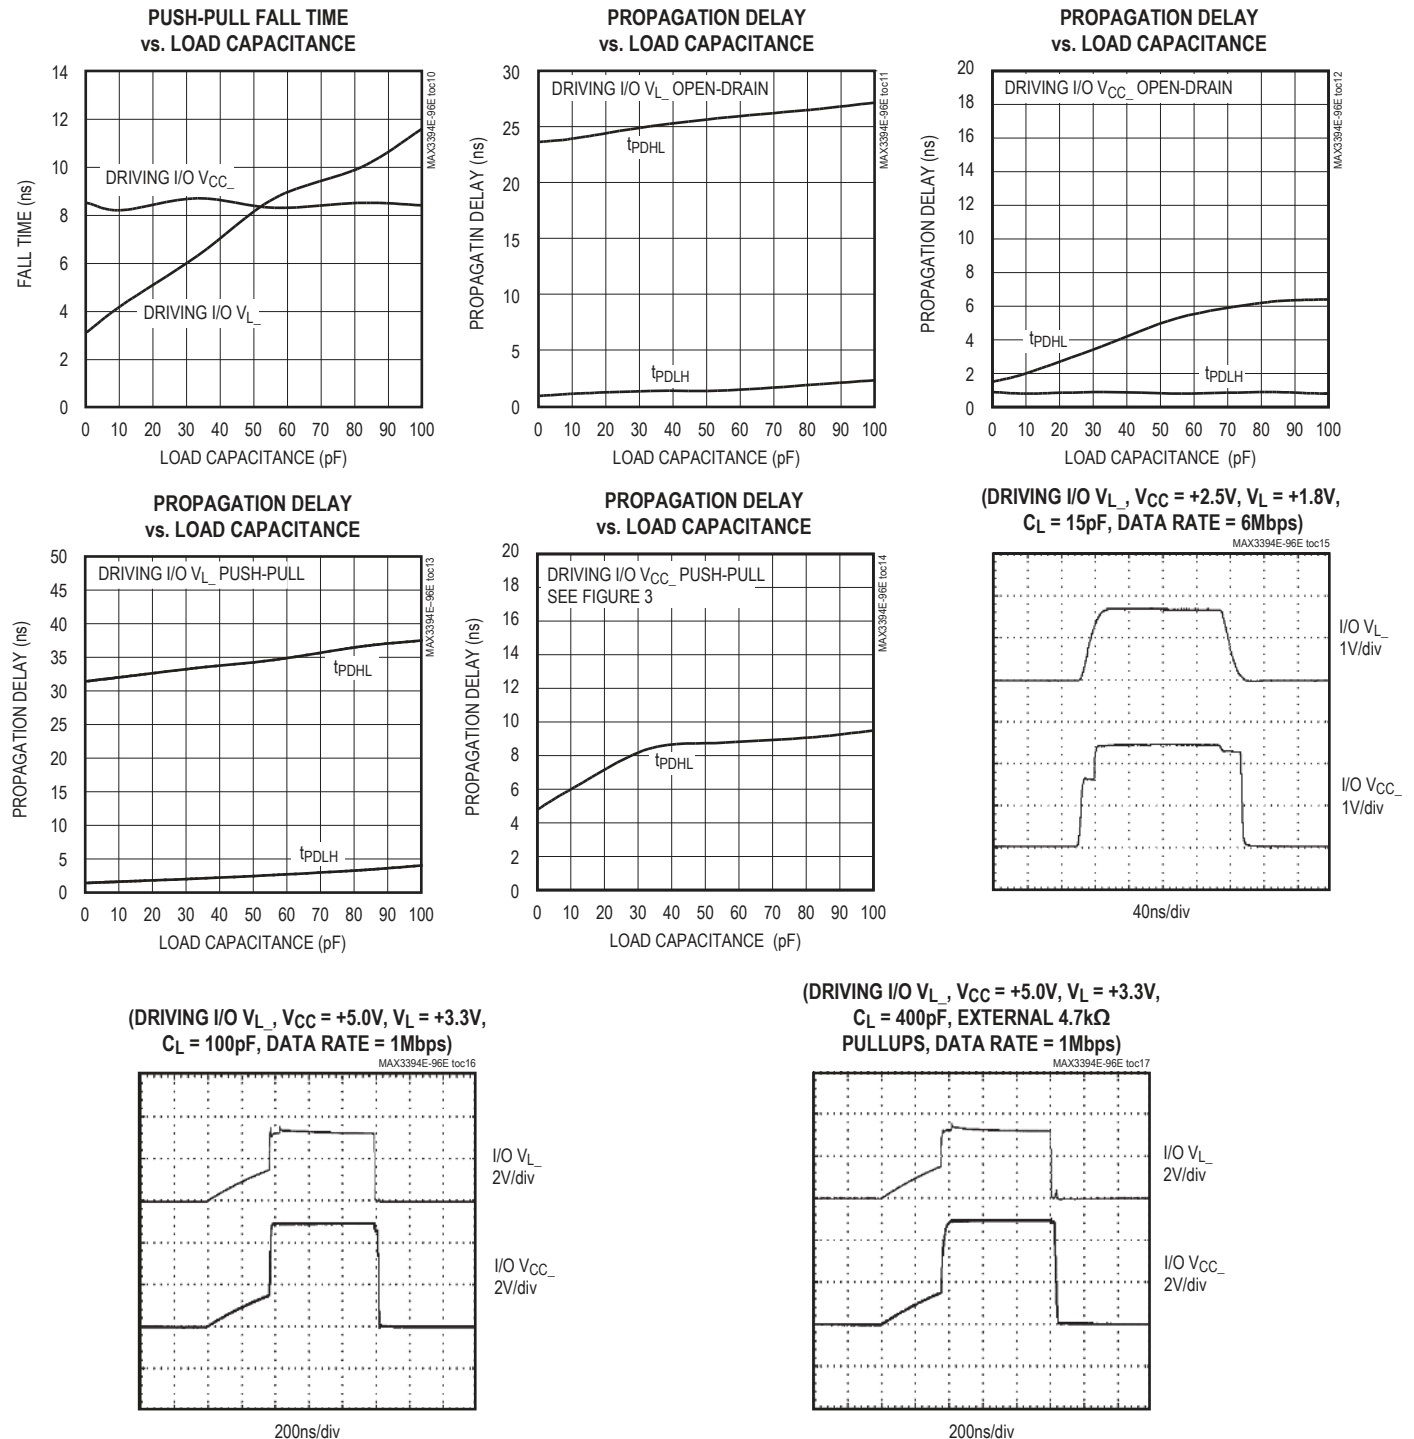 PUSH-PULL FALL TIME
vs. LOAD CAPACITANCE
14
12
10
8
6
4
2
0
FALL TIME (ns)
DRIVING I/O VCC_
DRIVING I/O VL_
MAX3394E-96E toc10
0 10 20 30 40 50 60 70 80 90 100
LOAD CAPACITANCE (pF)
PROPAGATION DELAY
vs. LOAD CAPACITANCE
30
25
20
15
10
5
0
PROPAGATIN DELAY (ns)
DRIVING I/O VL_ OPEN-DRAIN
tPDHL
tPDLH
MAX3394E-96E toc11
0 10 20 30 40 50 60 70 80 90 100
LOAD CAPACITANCE (pF)
PROPAGATION DELAY
vs. LOAD CAPACITANCE
20
18
16
14
12
10
8
6
4
2
0
PROPAGATION DELAY (ns)
DRIVING I/O VCC_ OPEN-DRAIN
tPDHL
tPDLH
MAX3394E-96E toc12
0 10 20 30 40 50 60 70 80 90 100
LOAD CAPACITANCE (pF)
PROPAGATION DELAY
vs. LOAD CAPACITANCE
50
45
40
35
30
25
20
15
10
5
0
PROPAGATION DELAY (ns)
DRIVING I/O VL_ PUSH-PULL
tPDHL
tPDLH
MAX3394E-96E toc13
0 10 20 30 40 50 60 70 80 90 100
LOAD CAPACITANCE (pF)
PROPAGATION DELAY
vs. LOAD CAPACITANCE
20
18
16
14
12
10
8
6
4
2
0
PROPAGATION DELAY (ns)
DRIVING I/O VCC_ PUSH-PULL
SEE FIGURE 3
tPDHL
MAX3394E-96E toc14
0 10 20 30 40 50 60 70 80 90 100
LOAD CAPACITANCE (pF)
(DRIVING I/O VL_, VCC = +2.5V, VL = +1.8V,
CL = 15pF, DATA RATE = 6Mbps)
MAX3394E-96E toc15
I/O VL_
1V/div
I/O VCC_
1V/div
40ns/div
(DRIVING I/O VL_, VCC = +5.0V, VL = +3.3V,
CL = 100pF, DATA RATE = 1Mbps)
MAX3394E-96E toc16
I/O VL_
2V/div
I/O VCC_
2V/div
200ns/div
(DRIVING I/O VL_, VCC = +5.0V, VL = +3.3V,
CL = 400pF, EXTERNAL 4.7kΩ
PULLUPS, DATA RATE = 1Mbps)
MAX3394E-96E toc17
I/O VL_
2V/div
I/O VCC_
2V/div
200ns/div